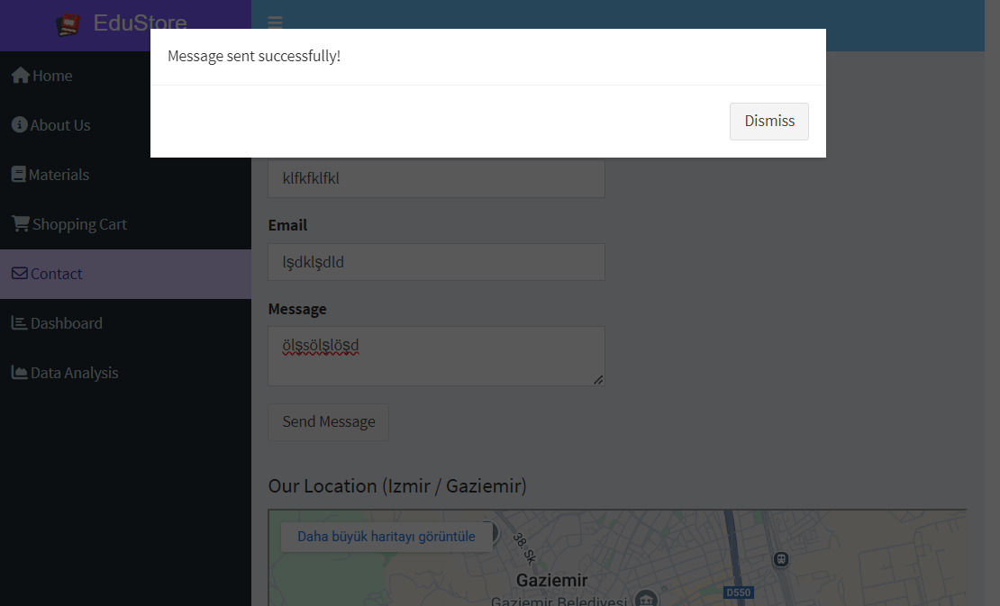 EduStore
Message sent successfully!
Dismiss
Home
About Us
Materials
Shopping Cart
Contact
Dashboard
Data Analysis
klfkfklfkl
Email
lşdklşdld
Message
ölşsölşlöşd
Send Message
Our Location (Izmir / Gaziemir)
Daha büyük haritayı görüntüle
38. Sk.
Gaziemir
Gaziemir Belediyesi
D550